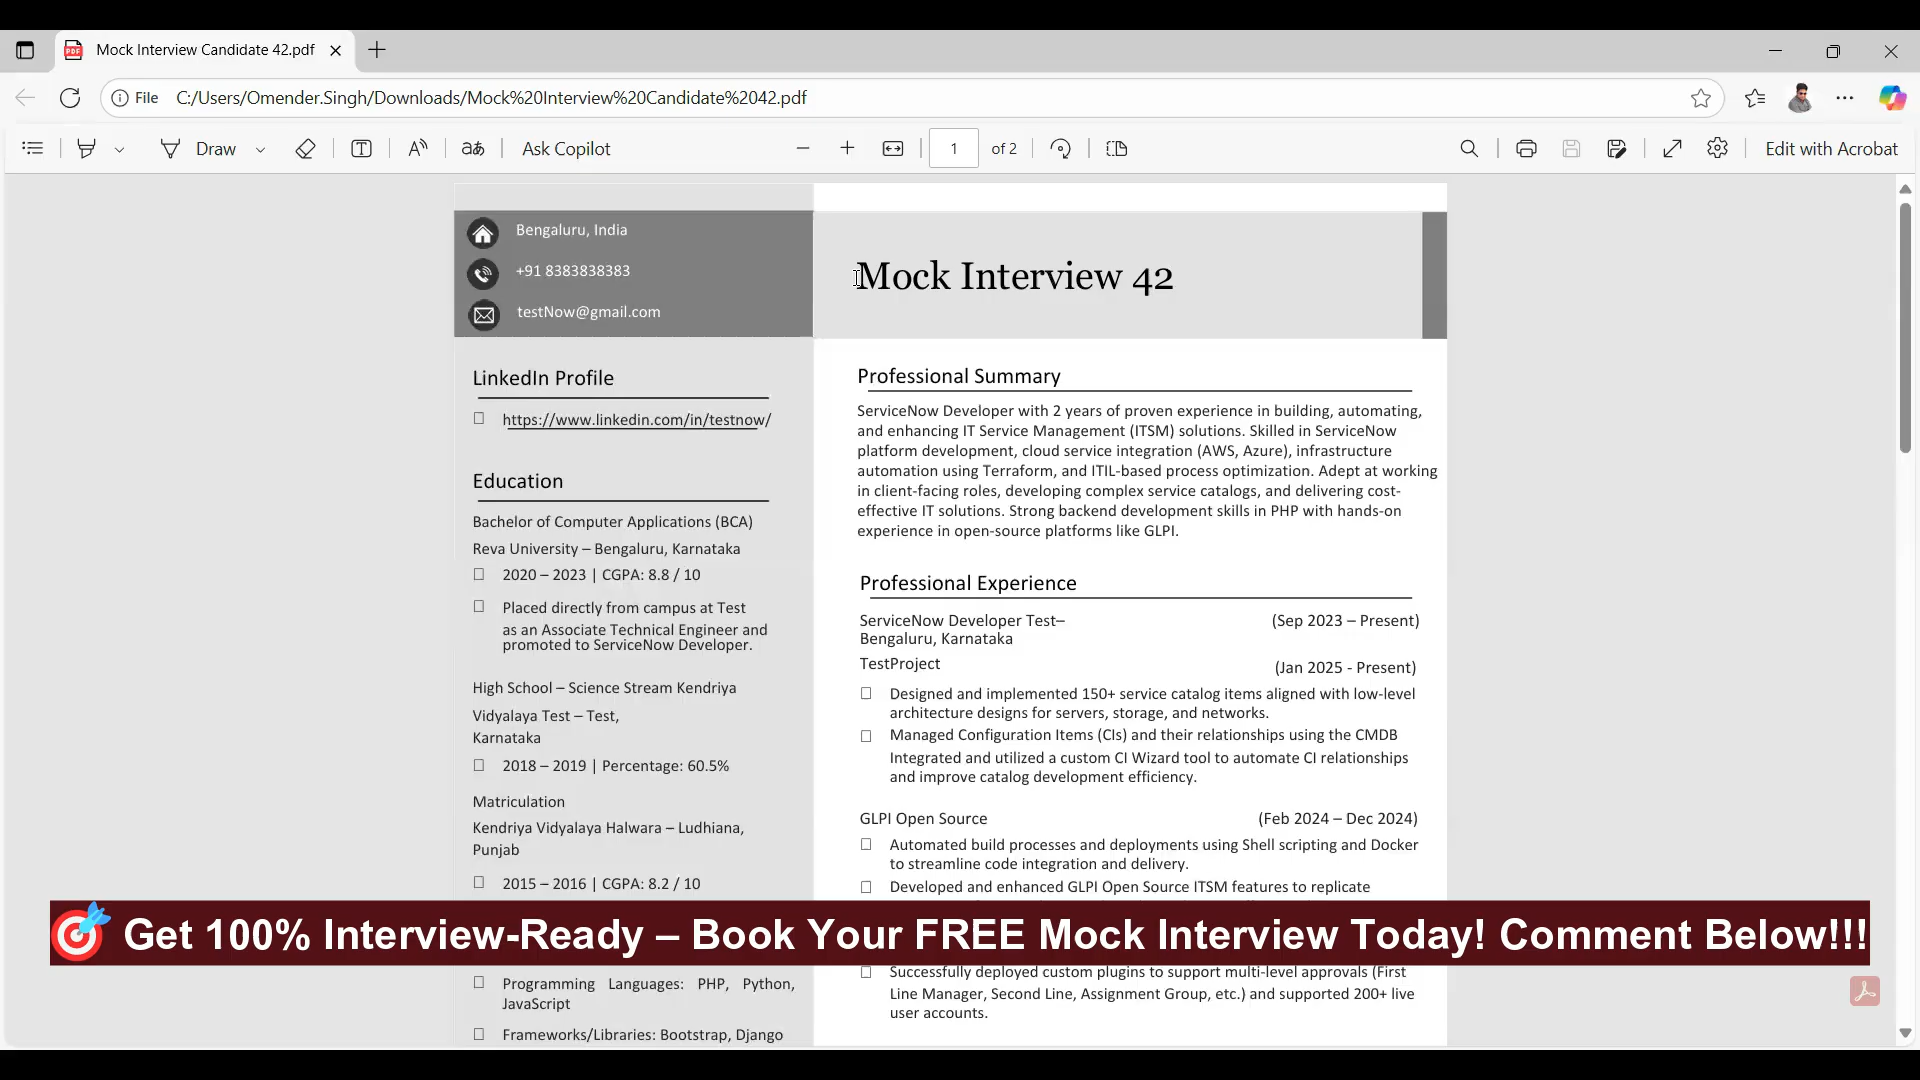 Mock Interview Candidate 42.pdf
File C:/Users/Omender.Singh/Downloads/Mock%20Interview%20Candidate%2042.pdf
Draw
Ask Copilot
1 of 2
Edit with Acrobat
Bengaluru, India
+91 8383838383
testNow@gmail.com
LinkedIn Profile
https://www.linkedin.com/in/testnow/
Education
Bachelor of Computer Applications (BCA)
Reva University – Bengaluru, Karnataka
2020 – 2023 | CGPA: 8.8 / 10
Placed directly from campus at Test
as an Associate Technical Engineer and
promoted to ServiceNow Developer.
High School – Science Stream Kendriya
Vidyalaya Test – Test,
Karnataka
2018 – 2019 | Percentage: 60.5%
Matriculation
Kendriya Vidyalaya Halwara – Ludhiana,
Punjab
2015 – 2016 | CGPA: 8.2 / 10
Programming Languages: PHP, Python,
JavaScript
Frameworks/Libraries: Bootstrap, Django
Mock Interview 42
Professional Summary
ServiceNow Developer with 2 years of proven experience in building, automating,
and enhancing IT Service Management (ITSM) solutions. Skilled in ServiceNow
platform development, cloud service integration (AWS, Azure), infrastructure
automation using Terraform, and ITIL-based process optimization. Adept at working
in client-facing roles, developing complex service catalogs, and delivering cost-
effective IT solutions. Strong backend development skills in PHP with hands-on
experience in open-source platforms like GLPI.
Professional Experience
ServiceNow Developer Test– (Sep 2023 – Present)
Bengaluru, Karnataka
TestProject (Jan 2025 - Present)
Designed and implemented 150+ service catalog items aligned with low-level
architecture designs for servers, storage, and networks.
Managed Configuration Items (CIs) and their relationships using the CMDB
Integrated and utilized a custom CI Wizard tool to automate CI relationships
and improve catalog development efficiency.
GLPI Open Source (Feb 2024 – Dec 2024)
Automated build processes and deployments using Shell scripting and Docker
to streamline code integration and delivery.
Developed and enhanced GLPI Open Source ITSM features to replicate
Get 100% Interview-Ready – Book Your FREE Mock Interview Today! Comment Below!!!
Successfully deployed custom plugins to support multi-level approvals (First
Line Manager, Second Line, Assignment Group, etc.) and supported 200+ live
user accounts.